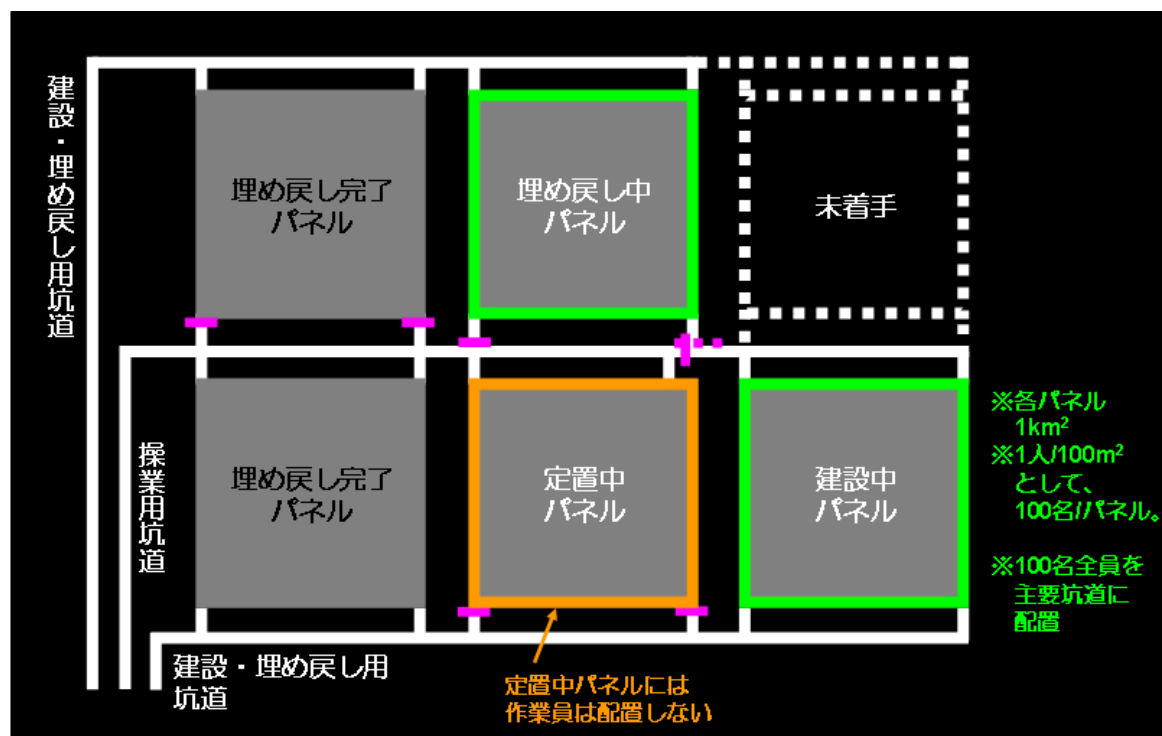 建設・埋め戻し用坑道
埋め戻し完了
パネル
埋め戻し中
パネル
未着手
操業用坑道
埋め戻し完了
パネル
定置中
パネル
建設中
パネル
※各パネル
1km²
※1人/100m²
として、
100名/パネル。
※100名全員を
主要坑道に
配置
建設・埋め戻し用
坑道
定置中パネルには
作業員は配置しない